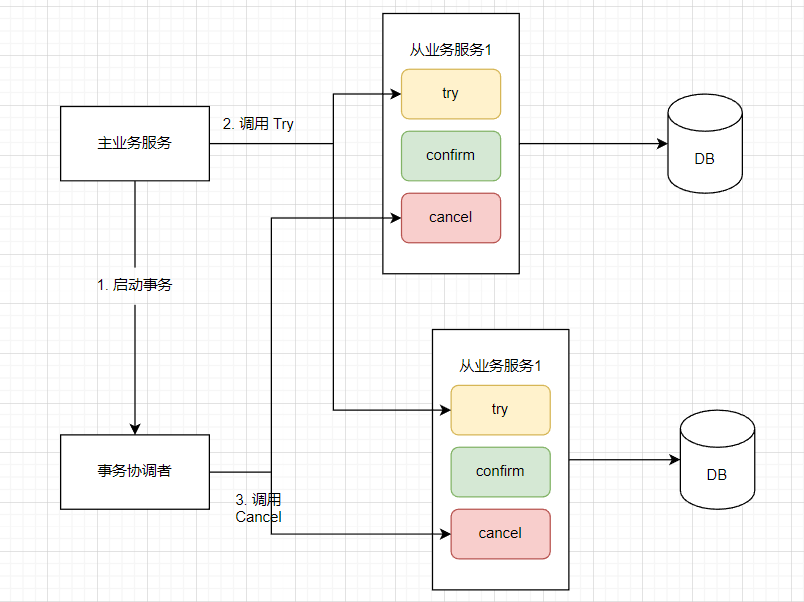 从业务服务1
try
confirm
cancel
DB
主业务服务
2. 调用 Try
1. 启动事务
事务协调者
3. 调用
Cancel
从业务服务1
try
confirm
cancel
DB